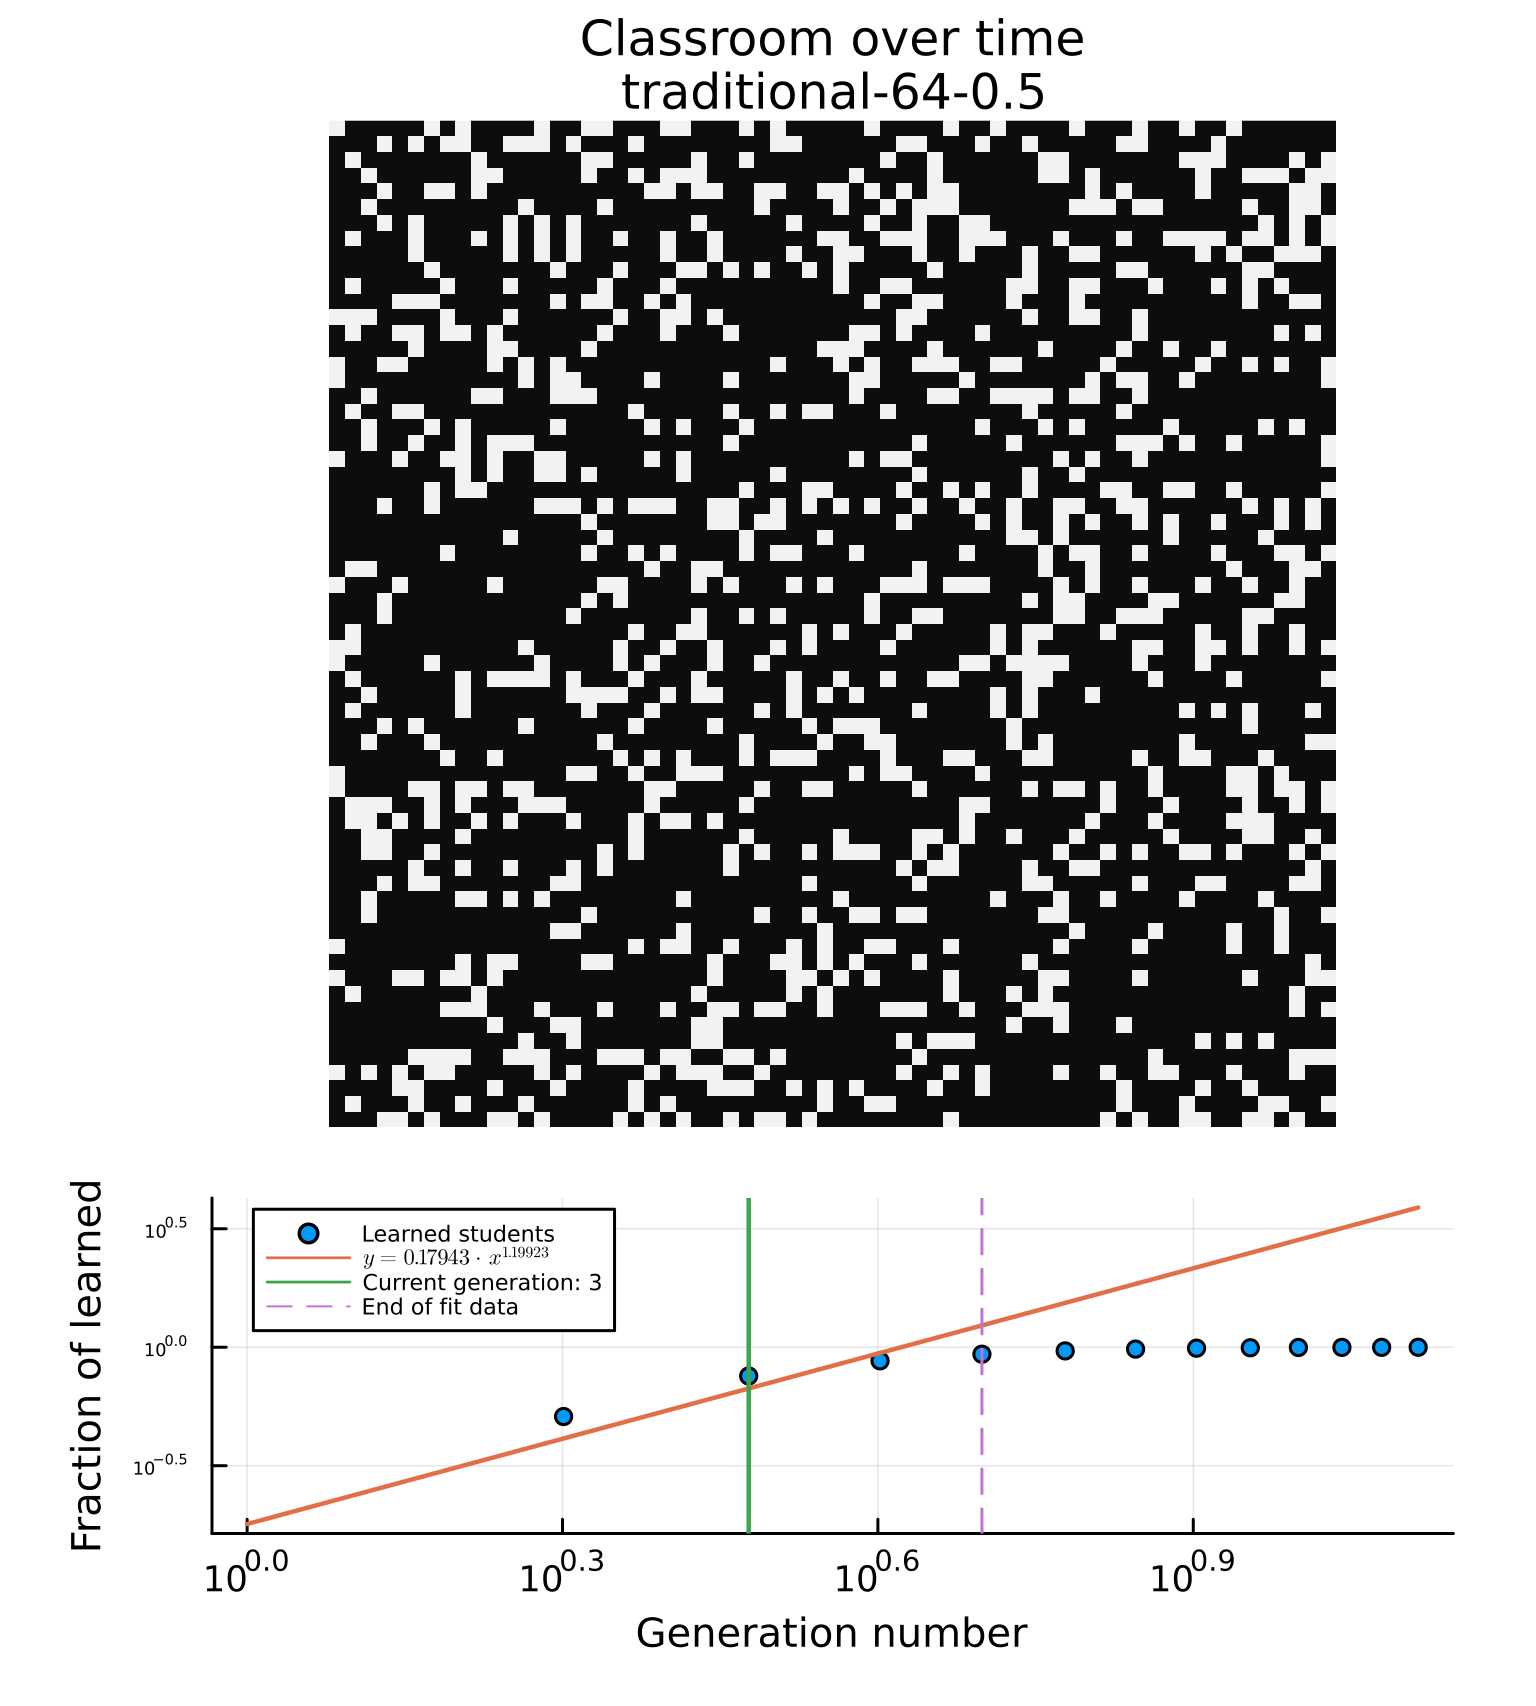 Classroom over time
traditional-64-0.5
Fraction of learned
10^0.5
10^0.0
10^−0.5
Learned students
y = 0.17943 · x^1.19923
Current generation: 3
End of fit data
10^0.0 10^0.3 10^0.6 10^0.9
Generation number